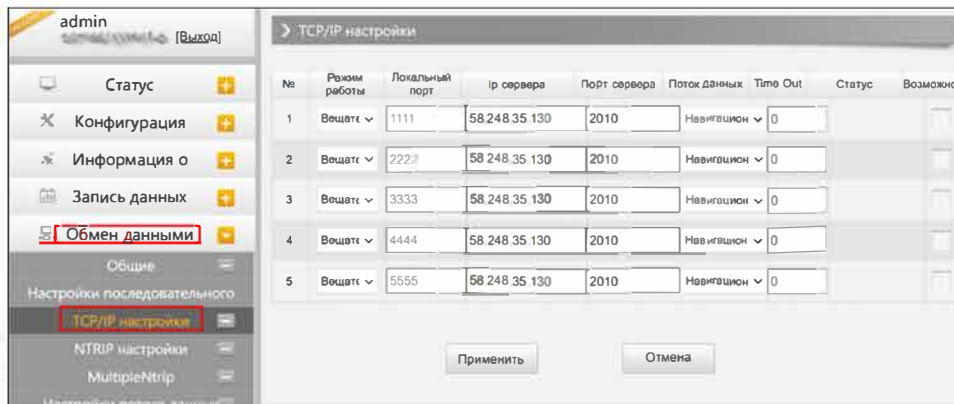 admin
[Выход]
Статус
Конфигурация
Информация о
Запись данных
Обмен данными
Общие
Настройки последовательного
TCP/IP настройки
NTRIP настройки
MultipleNtrip
Настройки потока данных
TCP/IP настройки
№ Режим работы Локальный порт Ip сервера Порт сервера Поток данных Time Out Статус Возможно
1 Вещате 1111 58.248.35.130 2010 Навигацион 0
2 Вещате 2222 58.248.35.130 2010 Навигацион 0
3 Вещате 3333 58.248.35.130 2010 Навигацион 0
4 Вещате 4444 58.248.35.130 2010 Навигацион 0
5 Вещате 5555 58.248.35.130 2010 Навигацион 0
Применить Отмена